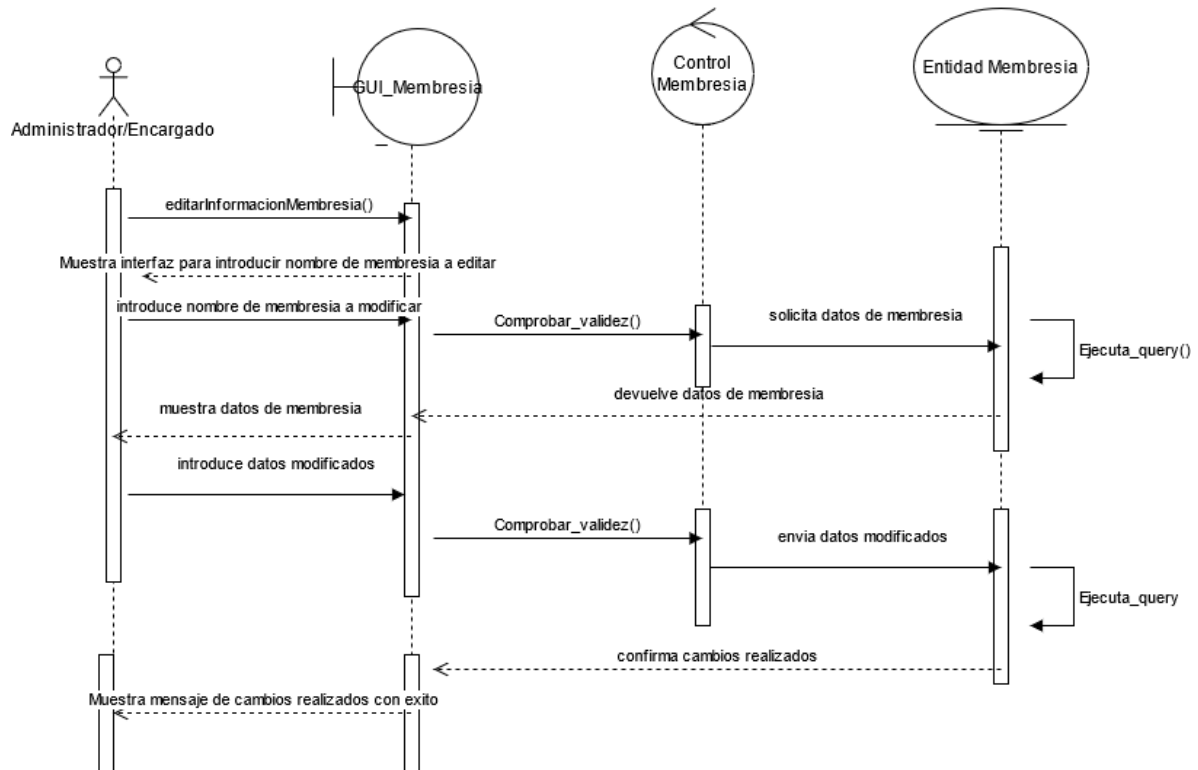 Administrador/Encargado
GUI_Membresia
Control
Membresia
Entidad Membresia
editarInformacionMembresia()
Muestra interfaz para introducir nombre de membresia a editar
introduce nombre de membresia a modificar
Comprobar_validez()
solicita datos de membresia
Ejecuta_query()
devuelve datos de membresia
muestra datos de membresia
introduce datos modificados
Comprobar_validez()
envia datos modificados
Ejecuta_query
confirma cambios realizados
Muestra mensaje de cambios realizados con exito